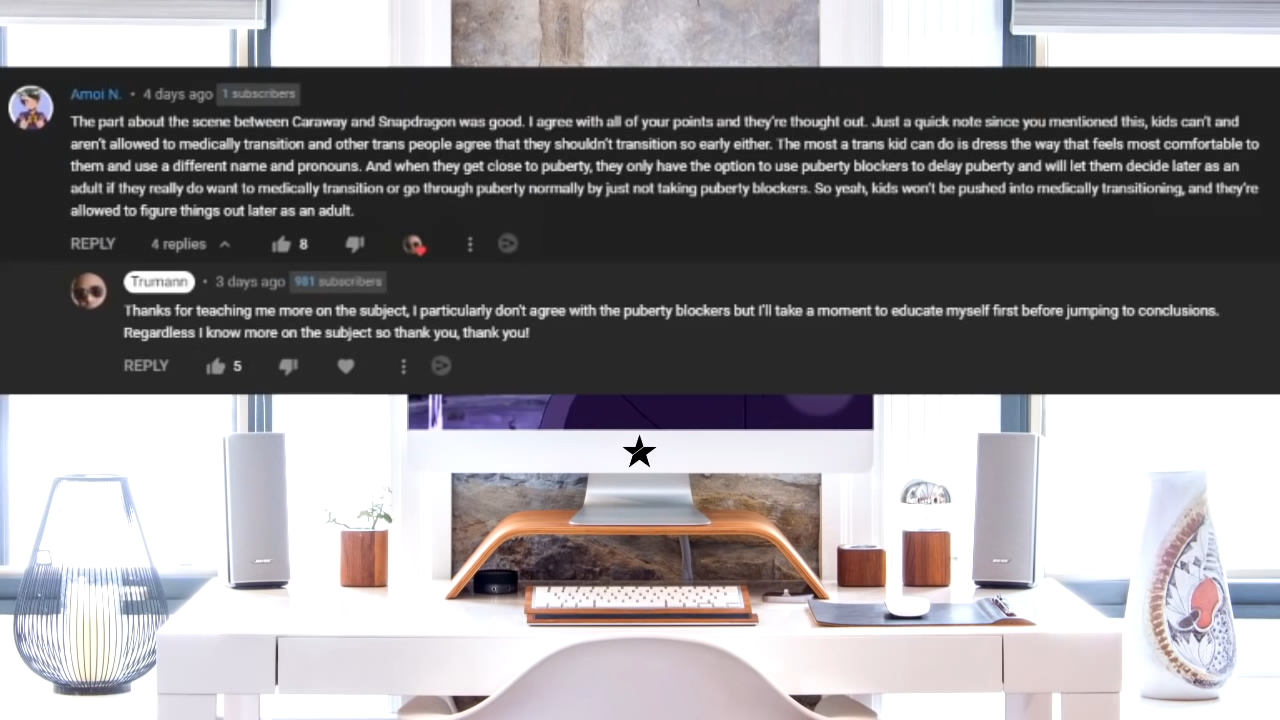 Amoi N. • 4 days ago 1 subscribers
The part about the scene between Caraway and Snapdragon was good. I agree with all of your points and they're thought out. Just a quick note since you mentioned this, kids can't and
aren't allowed to medically transition and other trans people agree that they shouldn't transition so early either. The most a trans kid can do is dress the way that feels most comfortable to
them and use a different name and pronouns. And when they get close to puberty, they only have the option to use puberty blockers to delay puberty and will let them decide later as an
adult if they really do want to medically transition or go through puberty normally by just not taking puberty blockers. So yeah, kids won't be pushed into medically transitioning, and they're
allowed to figure things out later as an adult.
REPLY 4 replies 8
Trumann • 3 days ago 981 subscribers
Thanks for teaching me more on the subject, I particularly don't agree with the puberty blockers but I'll take a moment to educate myself first before jumping to conclusions.
Regardless I know more on the subject so thank you, thank you!
REPLY 5